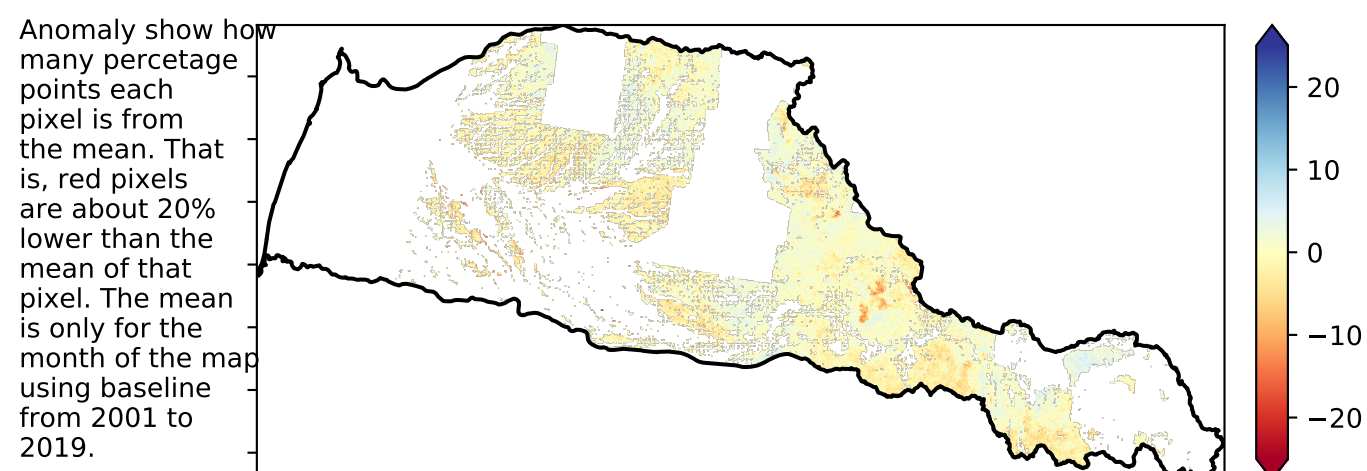 Anomaly show how
many percetage
points each
pixel is from
the mean. That
is, red pixels
are about 20%
lower than the
mean of that
pixel. The mean
is only for the
month of the map
using baseline
from 2001 to
2019.
20
10
0
−10
−20